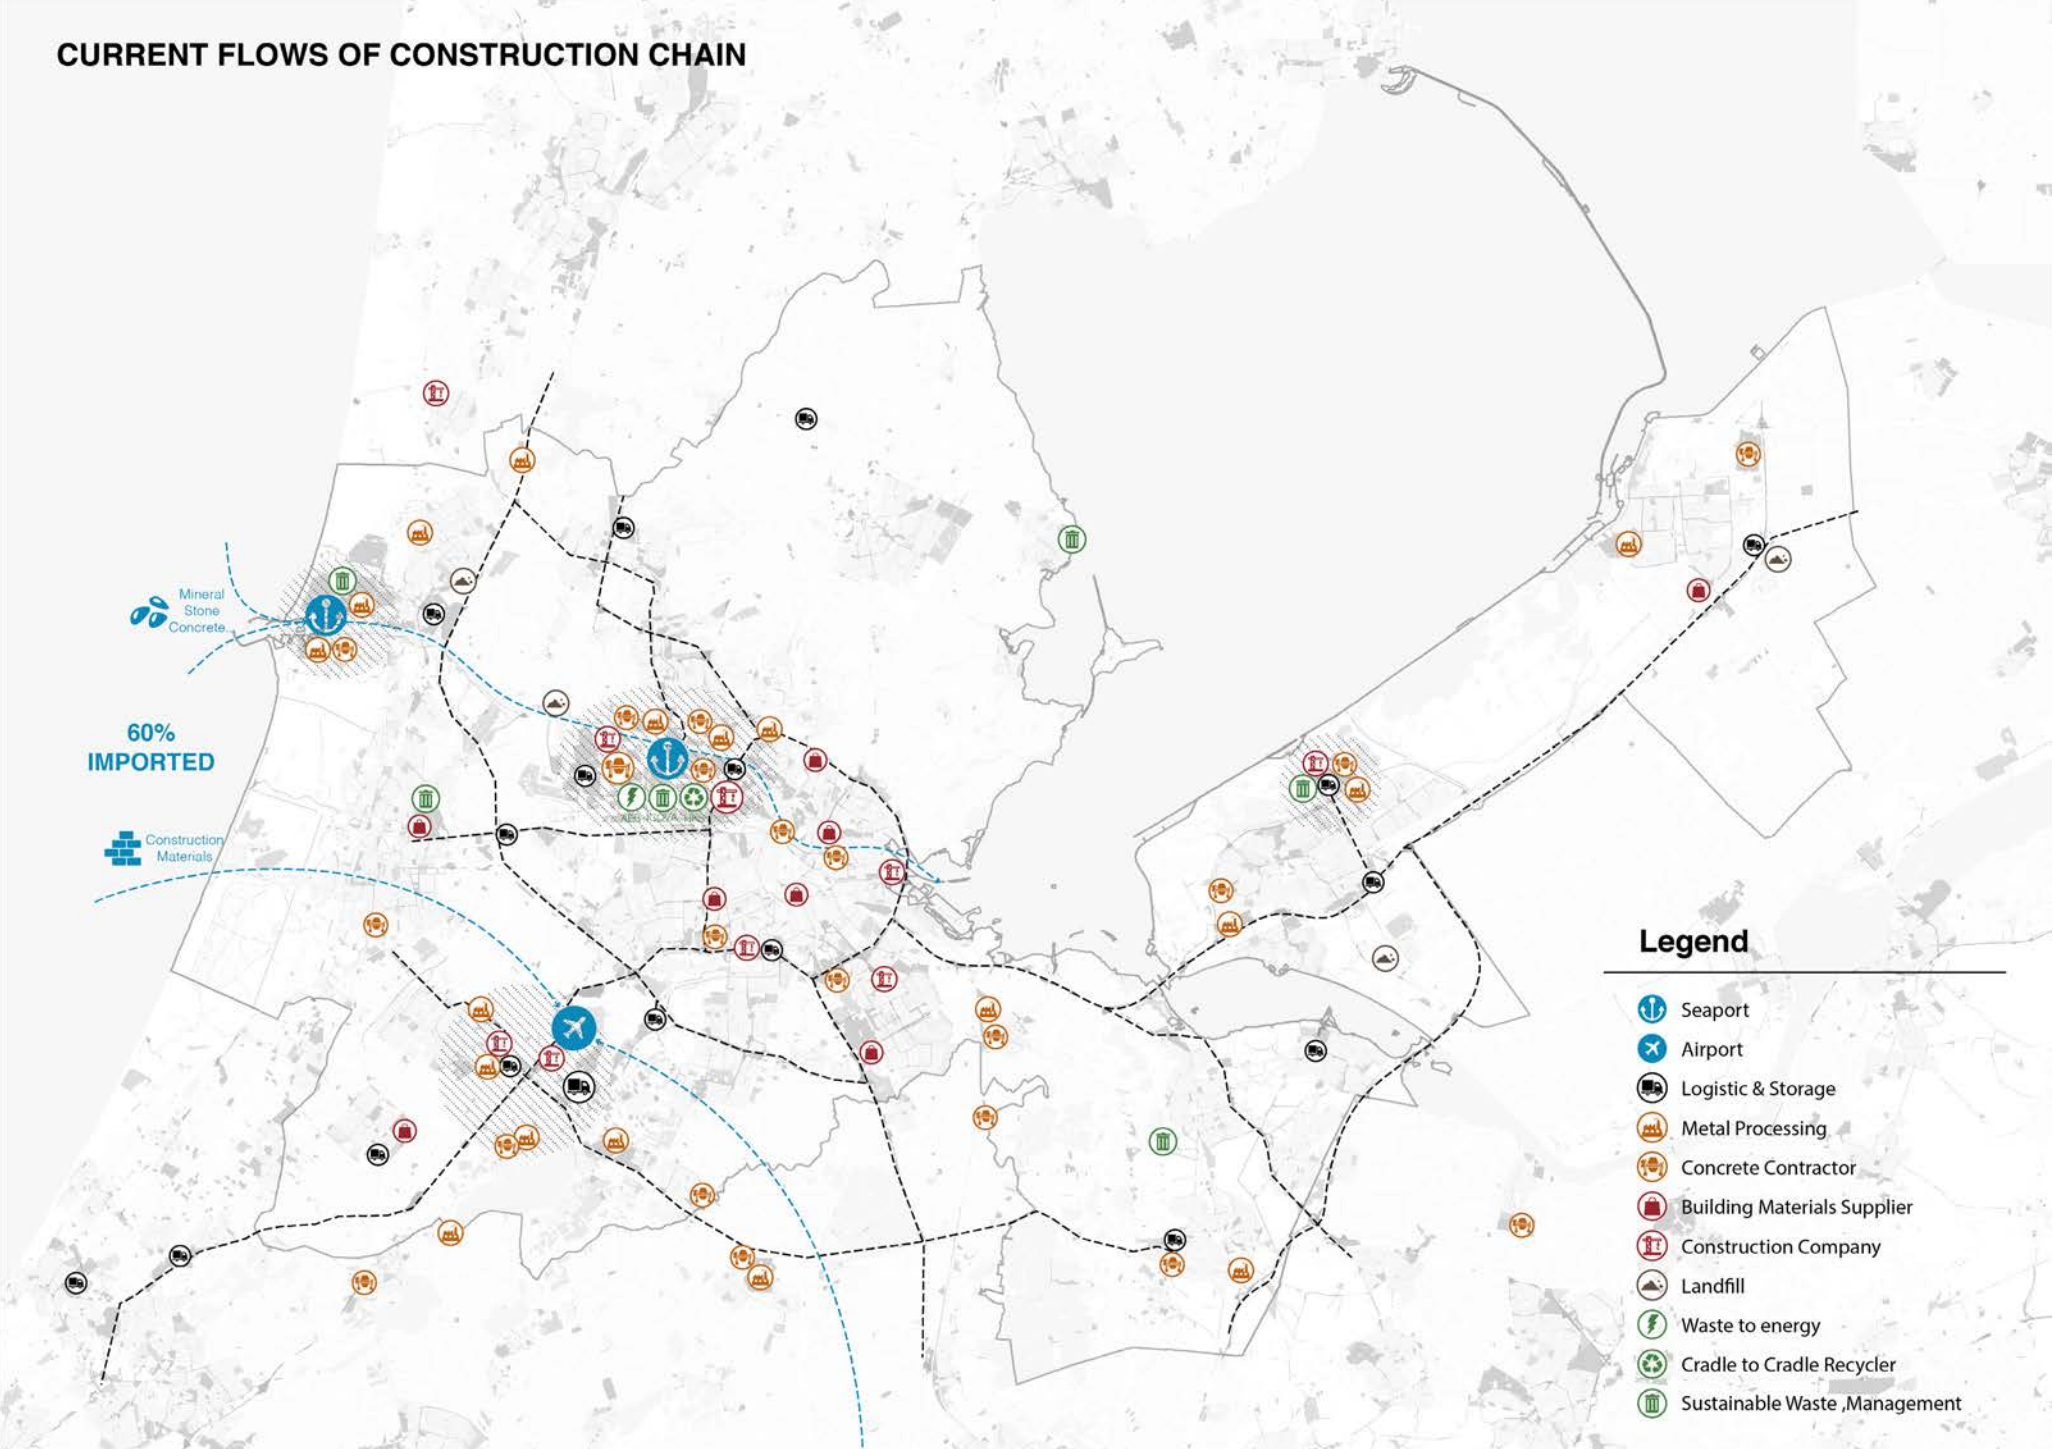 CURRENT FLOWS OF CONSTRUCTION CHAIN
Mineral
Stone
Concrete...
60%
IMPORTED
Construction
Materials
Legend
Seaport
Airport
Logistic & Storage
Metal Processing
Concrete Contractor
Building Materials Supplier
Construction Company
Landfill
Waste to energy
Cradle to Cradle Recycler
Sustainable Waste ,Management